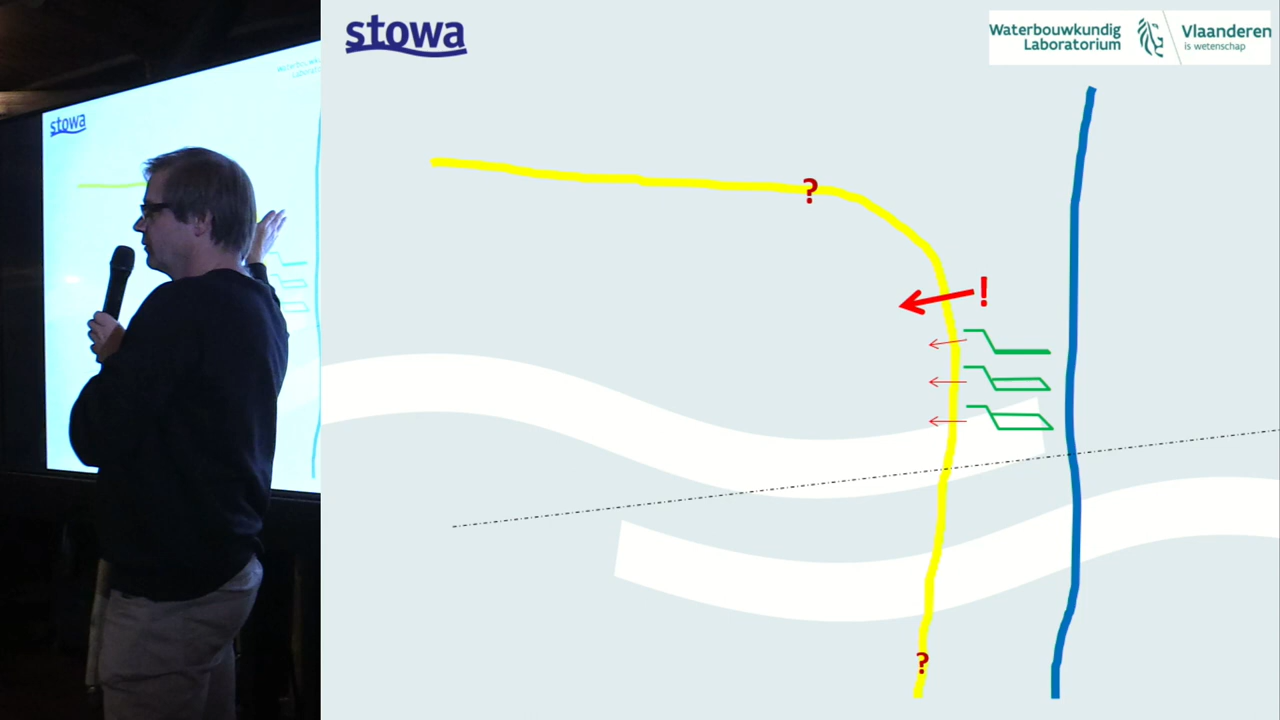 stowa
Waterbouwkundig
Laboratorium
Vlaanderen
is wetenschap
?
!
?
stowa